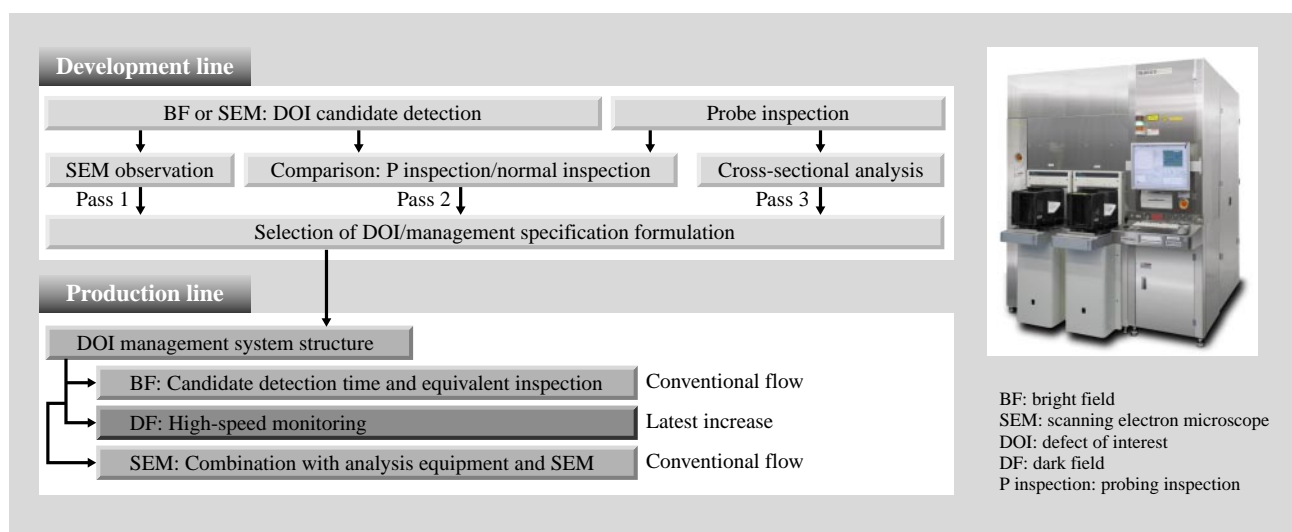 Development line
BF or SEM: DOI candidate detection
Probe inspection
SEM observation
Comparison: P inspection/normal inspection
Cross-sectional analysis
Pass 1
Pass 2
Pass 3
Selection of DOI/management specification formulation
Production line
DOI management system structure
BF: Candidate detection time and equivalent inspection
Conventional flow
DF: High-speed monitoring
Latest increase
SEM: Combination with analysis equipment and SEM
Conventional flow
BF: bright field
SEM: scanning electron microscope
DOI: defect of interest
DF: dark field
P inspection: probing inspection